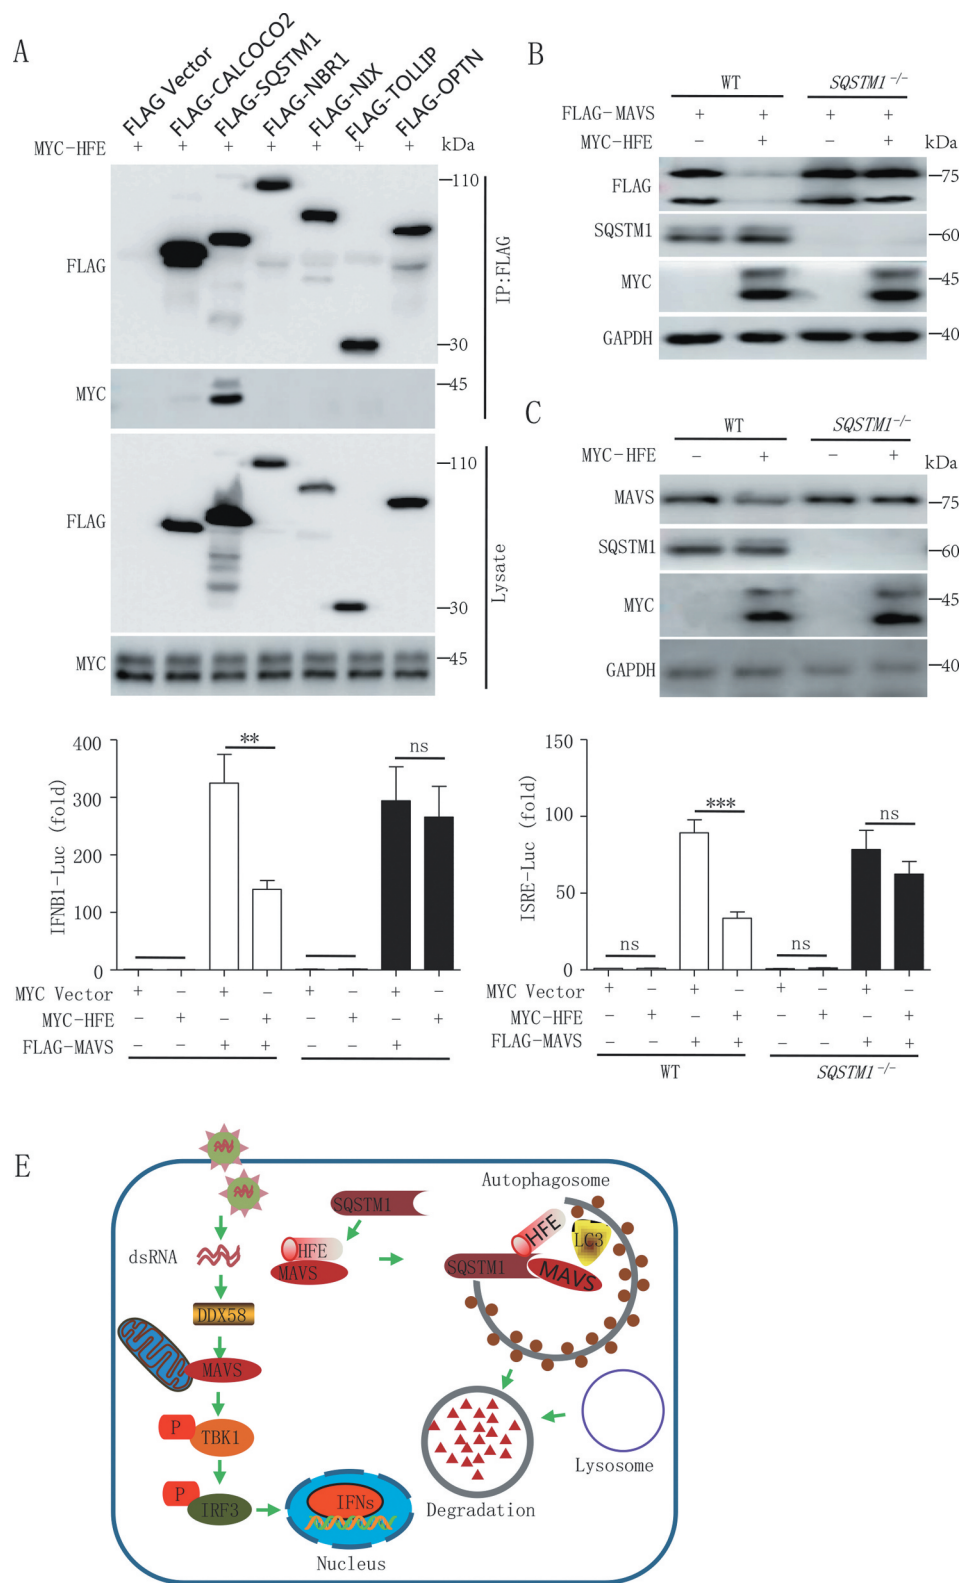 A
FLAG Vector
FLAG-CALCOCO2
FLAG-SQSTM1
FLAG-NBR1
FLAG-NIX
FLAG-TOLLIP
FLAG-OPTN
MYC-HFE + + + + + + + kDa
110
FLAG
30
IP:FLAG
45
MYC
110
FLAG
30
Lysate
MYC
45
B
WT SQSTM1-/-
FLAG-MAVS + + + +
MYC-HFE - + - + kDa
FLAG 75
SQSTM1 60
MYC 45
GAPDH 40
C
WT SQSTM1-/-
MYC-HFE - + - + kDa
MAVS 75
SQSTM1 60
MYC 45
GAPDH 40
IFNB1-Luc (fold)
400
300
200
100
0
** ns
MYC Vector + - + - + - + -
MYC-HFE - + - + - + - +
FLAG-MAVS - - + + - - +
ISRE-Luc (fold)
150
100
50
0
ns *** ns ns
MYC Vector + - + - + - + -
MYC-HFE - + - + - + - +
FLAG-MAVS - - + + - - + +
WT SQSTM1-/-
E
dsRNA
DDX58
MAVS
P
TBK1
P
IRF3
IFNs
Nucleus
SQSTM1
HFE
MAVS
Autophagosome
HFE
LC3
SQSTM1
MAVS
Lysosome
Degradation